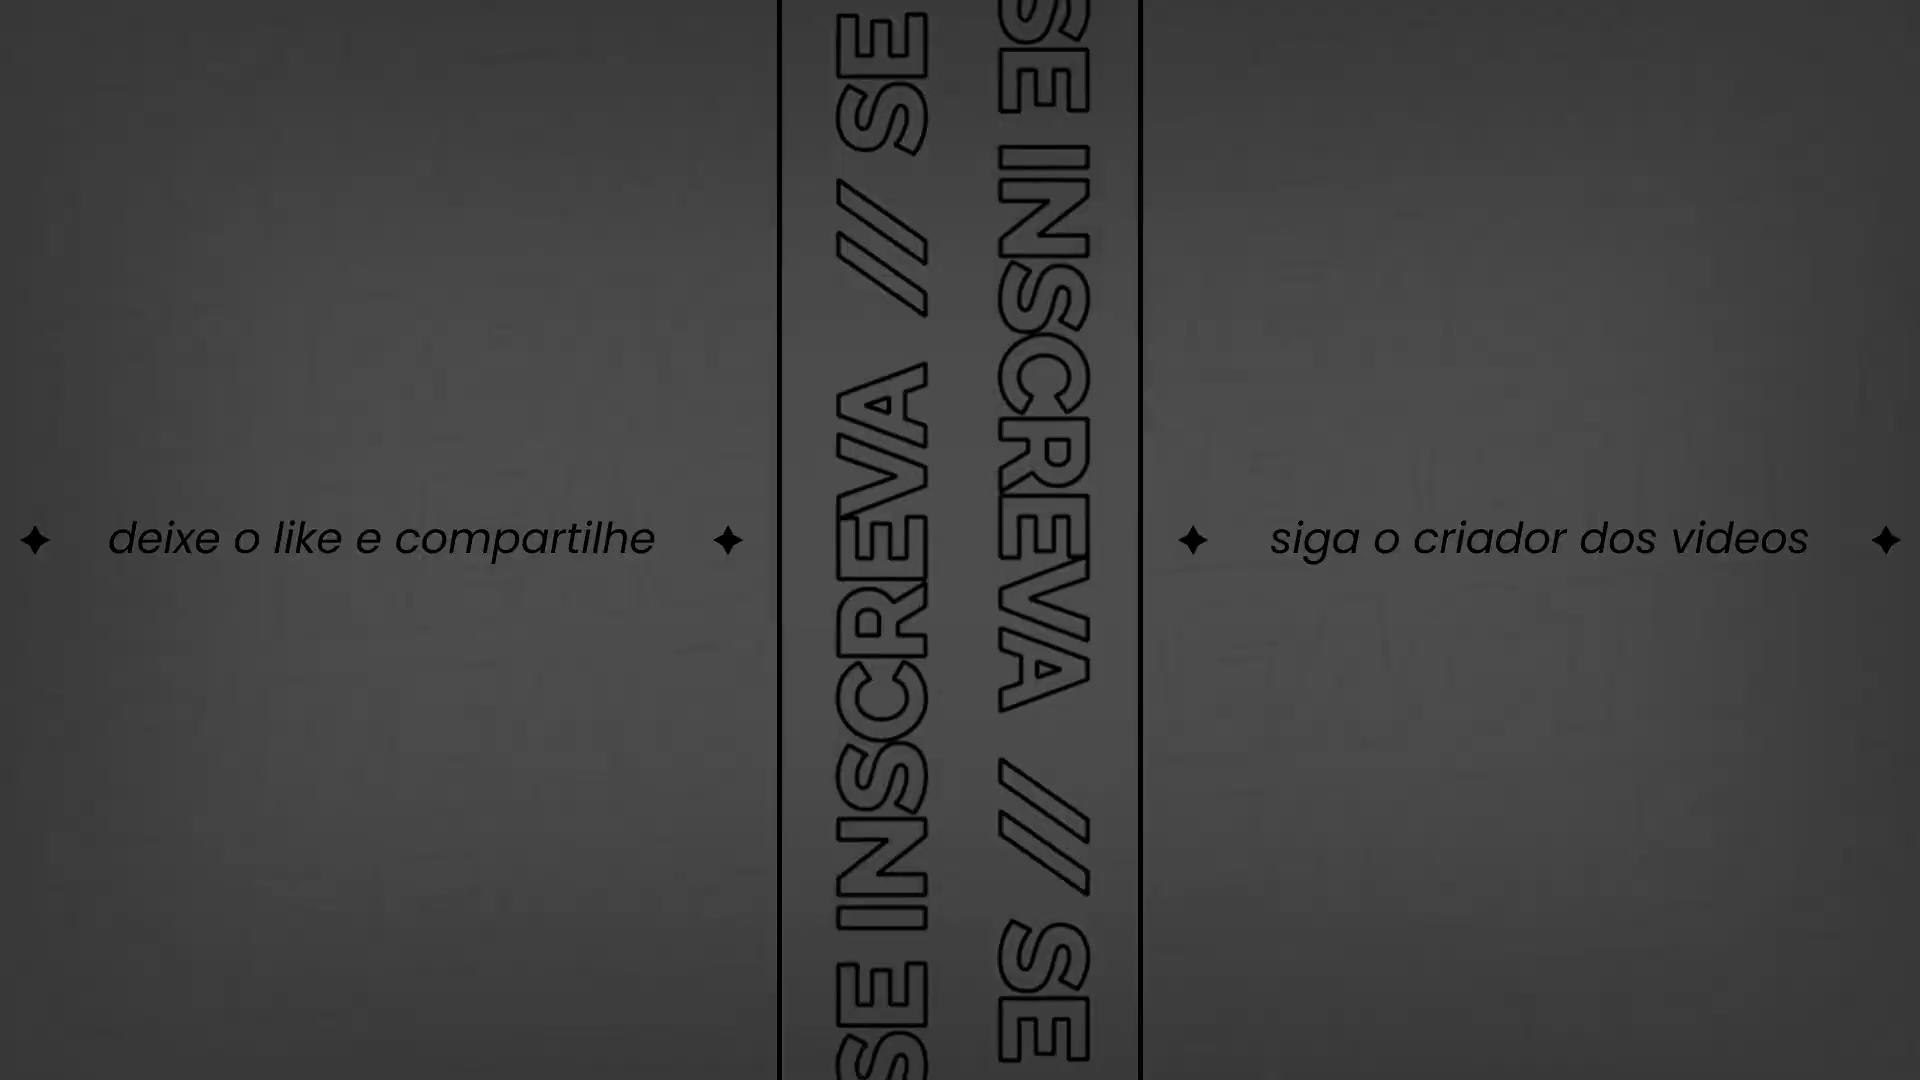 deixe o like e compartilhe
SE INSCREVA // SE
SE INSCREVA // SE
siga o criador dos videos